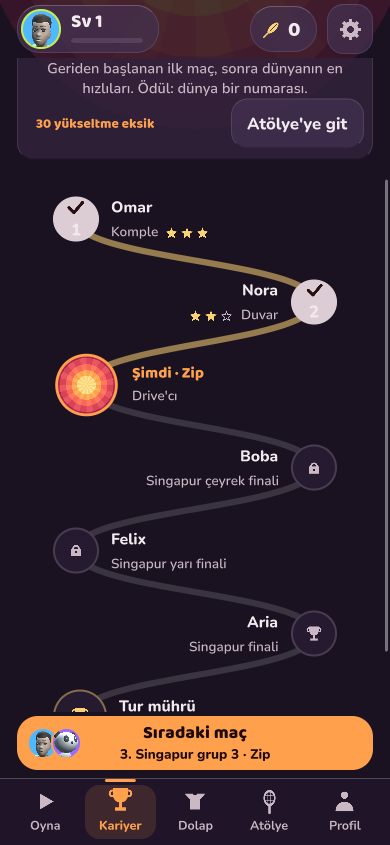 Sv 1
0
Geriden başlanan ilk maç, sonra dünyanın en
hızlıları. Ödül: dünya bir numarası.
30 yükseltme eksik
Atölye'ye git
1
Omar
Komple
Nora
Duvar
2
Şimdi · Zip
Drive'cı
Boba
Singapur çeyrek finali
Felix
Singapur yarı finali
Aria
Singapur finali
Tur mührü
Sıradaki maç
3. Singapur grup 3 · Zip
Oyna
Kariyer
Dolap
Atölye
Profil